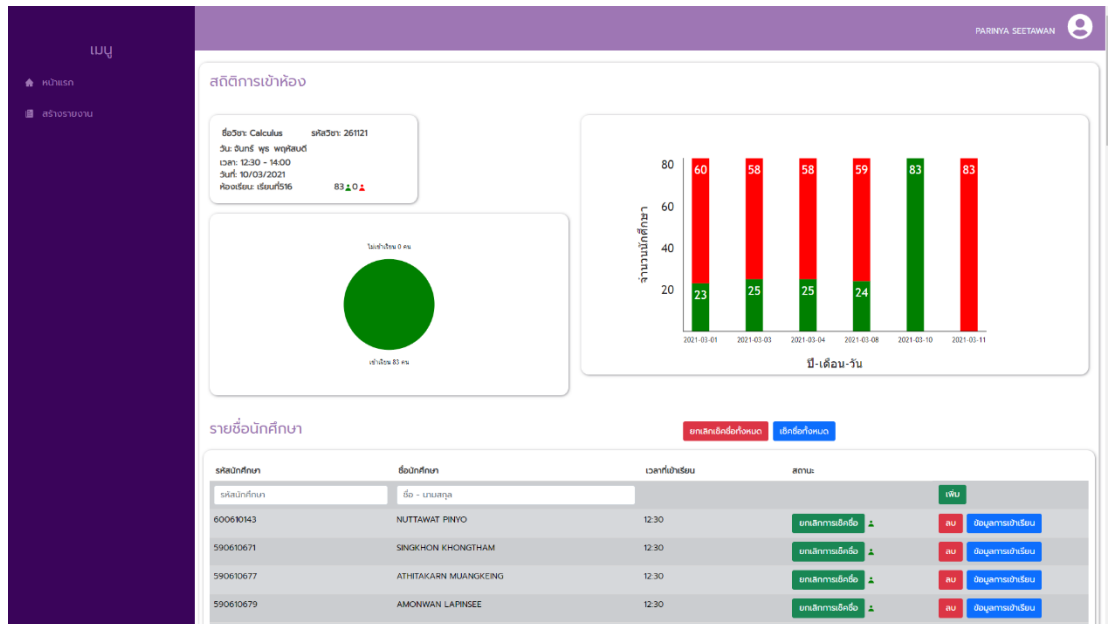 PARINYA SEETAWAN
เมนู
หน้าแรก
สร้างรายงาน
สถิติการเข้าห้อง
ชื่อวิชา: Calculus รหัสวิชา: 261121
วัน: จันทร์ พุธ พฤหัสบดี
เวลา: 12:30 - 14:00
วันที่: 10/03/2021
ห้องเรียน: เรียนที่516 83 0
ไม่เข้าเรียน 0 คน
เข้าเรียน 83 คน
จำนวนนักศึกษา
80
60
40
20
60 58 58 59 83 83
23 25 25 24
2021-03-01 2021-03-03 2021-03-04 2021-03-08 2021-03-10 2021-03-11
ปี-เดือน-วัน
รายชื่อนักศึกษา
ยกเลิกเช็คชื่อทั้งหมด เช็คชื่อทั้งหมด
รหัสนักศึกษา ชื่อนักศึกษา เวลาที่เข้าเรียน สถานะ
รหัสนักศึกษา ชื่อ - นามสกุล เพิ่ม
600610143 NUTTAWAT PINYO 12:30 ยกเลิกการเช็คชื่อ ลบ ข้อมูลการเข้าเรียน
590610671 SINGKHON KHONGTHAM 12:30 ยกเลิกการเช็คชื่อ ลบ ข้อมูลการเข้าเรียน
590610677 ATHITAKARN MUANGKEING 12:30 ยกเลิกการเช็คชื่อ ลบ ข้อมูลการเข้าเรียน
590610679 AMONWAN LAPINSEE 12:30 ยกเลิกการเช็คชื่อ ลบ ข้อมูลการเข้าเรียน